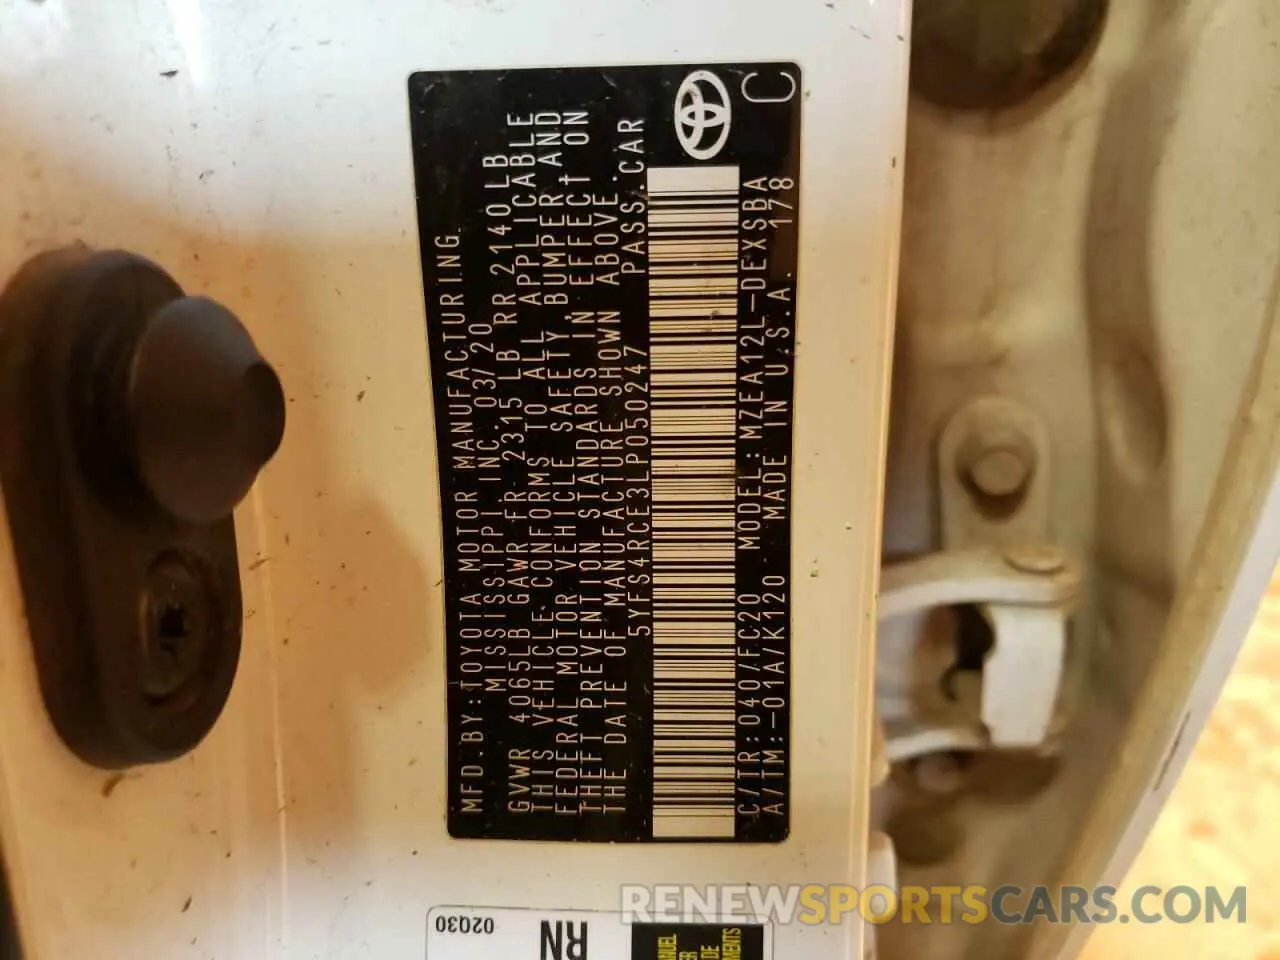 MFD.BY:TOYOTA MOTOR MANUFACTURING,
MISSISSIPPI, INC. 03/20
GVWR 4065LB GAWR FR 2315LB RR 2140LB
THIS VEHICLE CONFORMS TO ALL APPLICABLE
FEDERAL MOTOR VEHICLE SAFETY, BUMPER AND
THEFT PREVENTION STANDARDS IN EFFECT ON
THE DATE OF MANUFACTURE SHOWN ABOVE.
5YFS4RCE3LP050247 PASS.CAR
C/TR:040/FC20 MODEL:MZEA12L-DEXSBA
A/TM:-01A/K120 MADE IN U.S.A. 178
C
02Q30
RN
DE
RENEWSPORTSCARS.COM